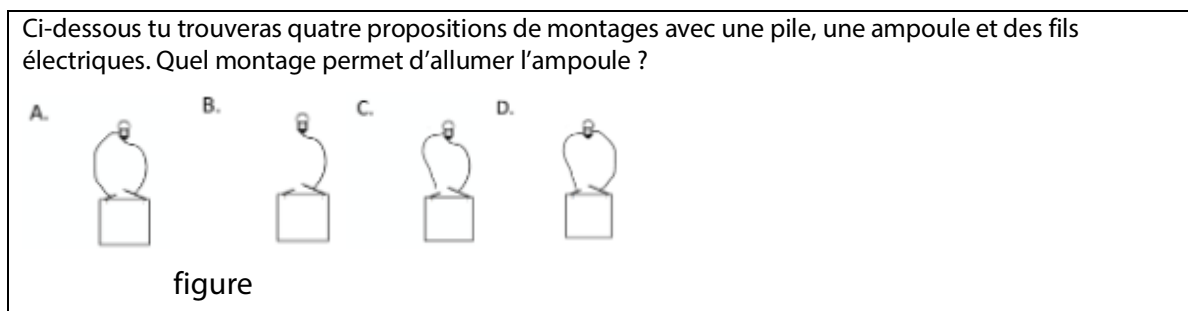 Ci-dessous tu trouveras quatre propositions de montages avec une pile, une ampoule et des fils
électriques. Quel montage permet d’allumer l’ampoule ?
A. B. C. D.
figure